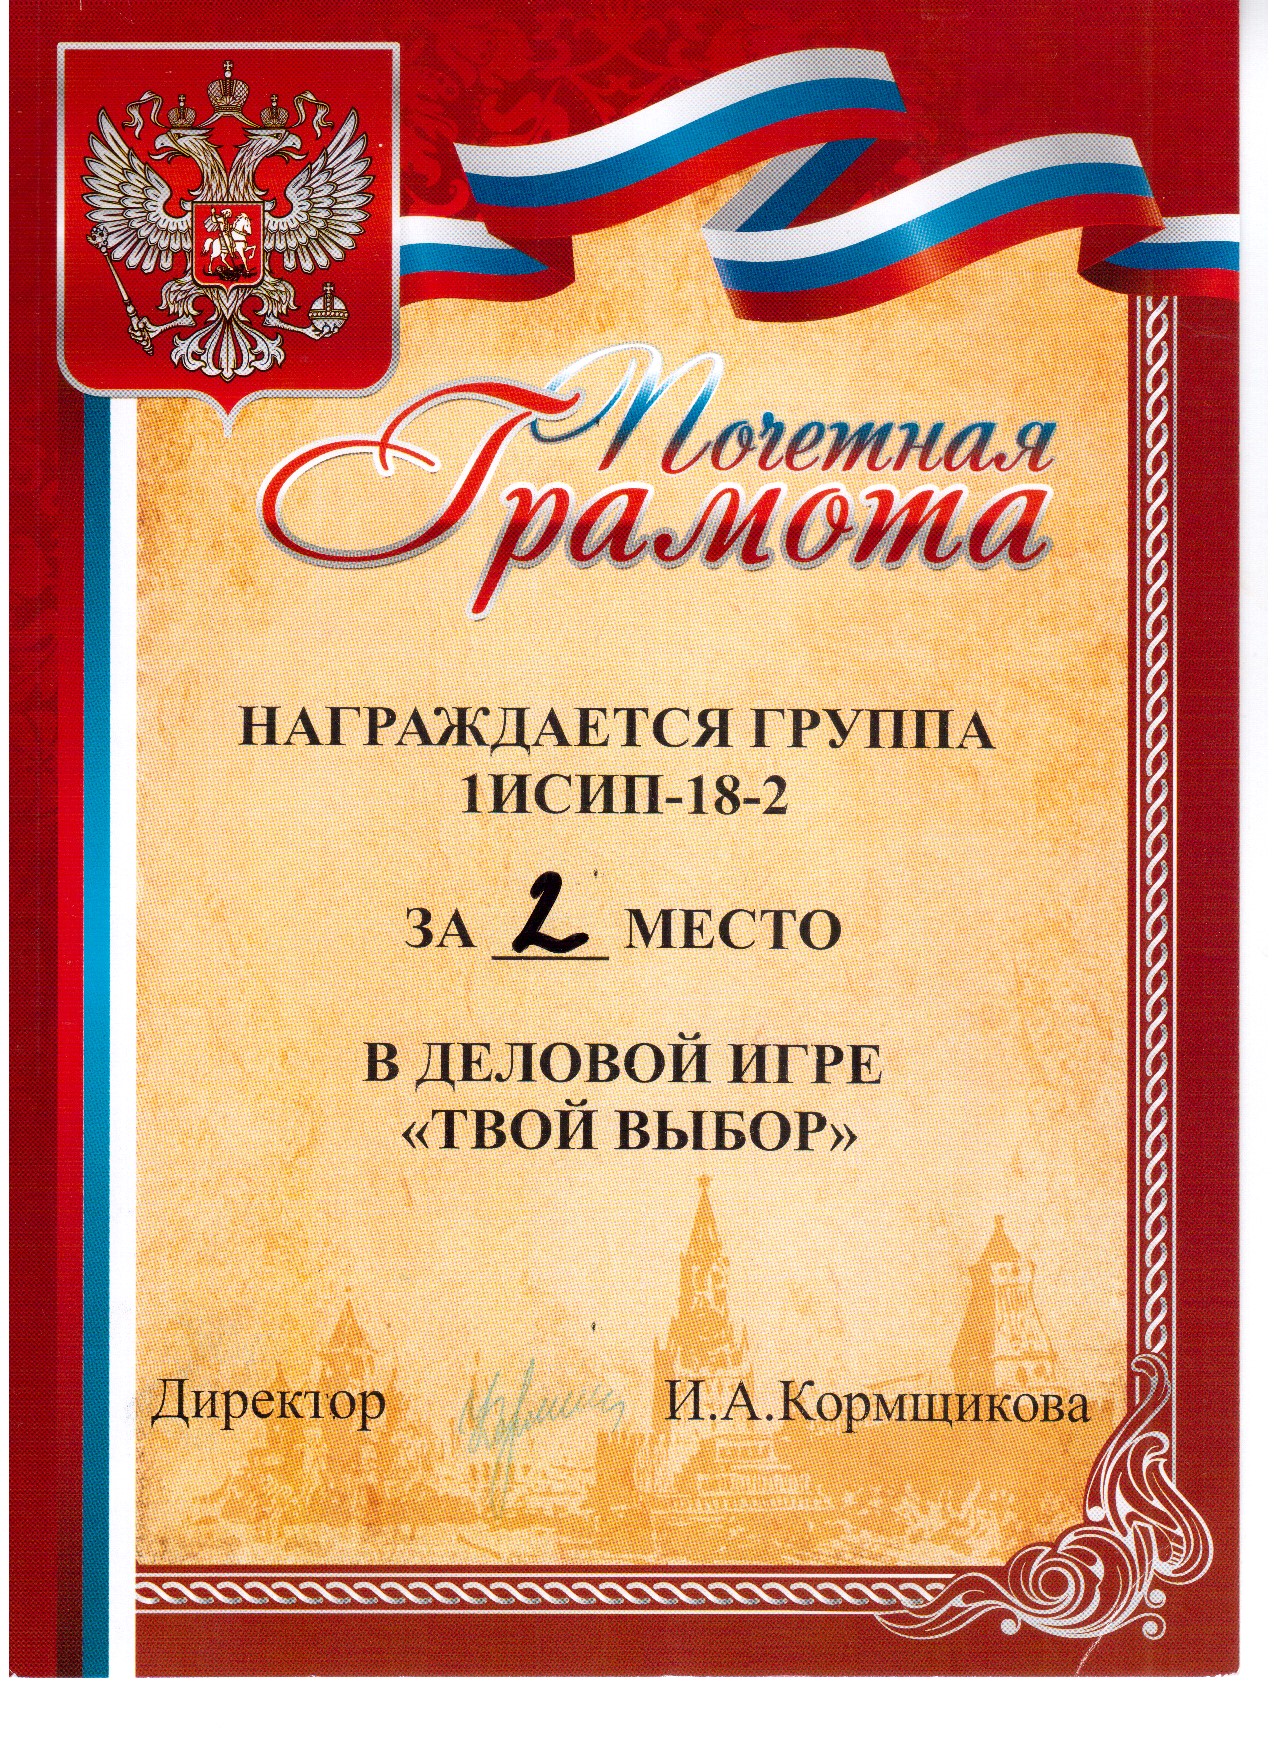 Почетная
Грамота
НАГРАЖДАЕТСЯ ГРУППА
1ИСИП-18-2
ЗА 2 МЕСТО
В ДЕЛОВОЙ ИГРЕ
«ТВОЙ ВЫБОР»
Директор И.А.Кормщикова